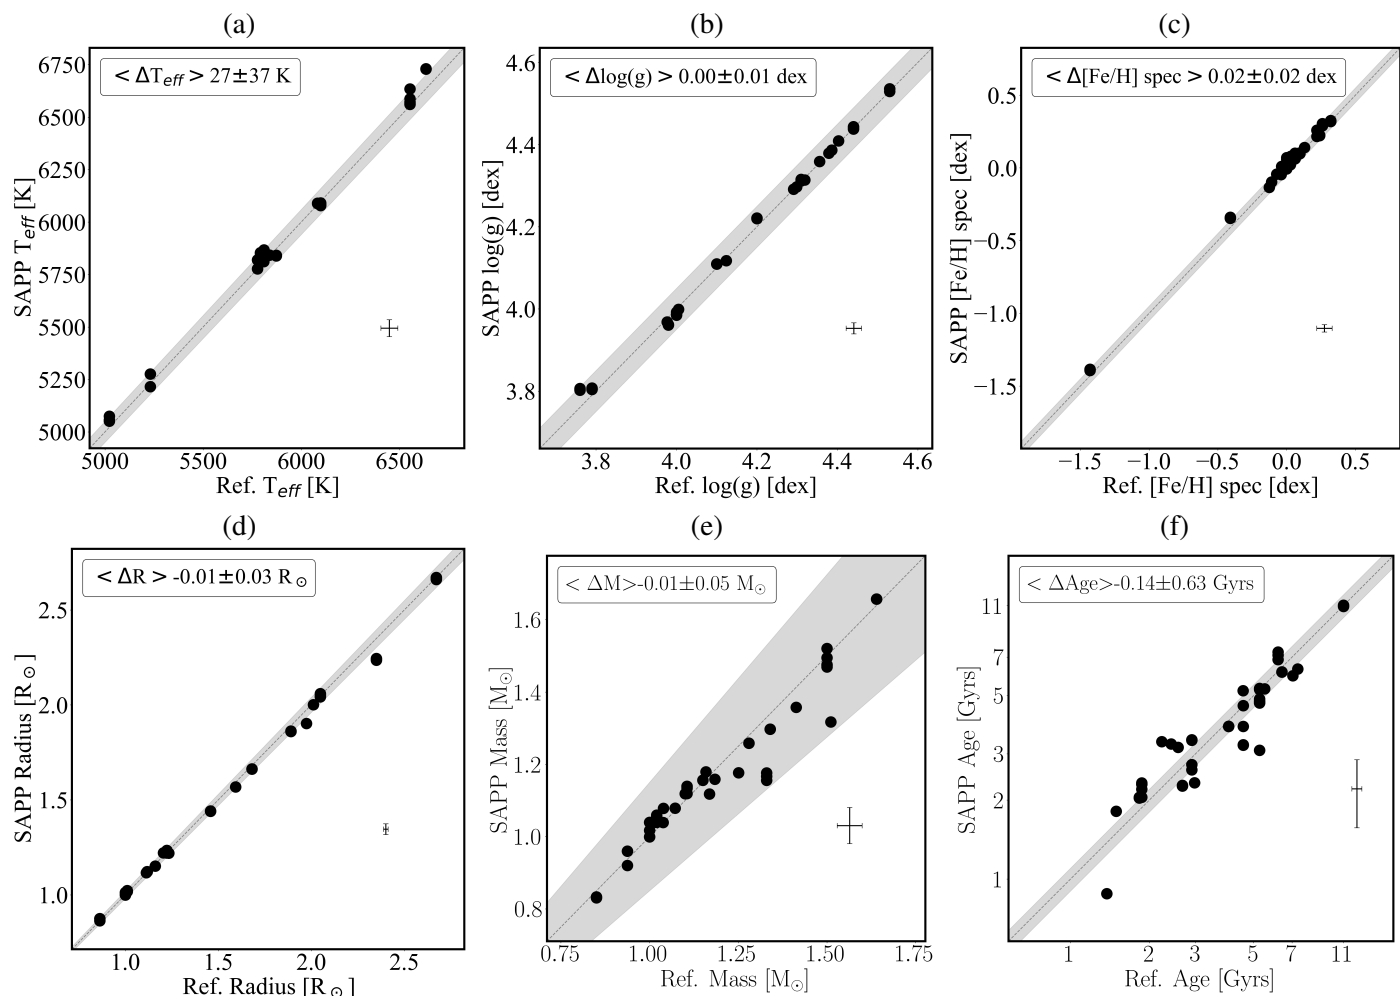 (a)
(b)
(c)
< ΔT_eff > 27±37 K
< Δlog(g) > 0.00±0.01 dex
< Δ[Fe/H] spec > 0.02±0.02 dex
SAPP T_eff [K]
6750
6500
6250
6000
5750
5500
5250
5000
5000 5500 6000 6500
Ref. T_eff [K]
SAPP log(g) [dex]
4.6
4.4
4.2
4.0
3.8
3.8 4.0 4.2 4.4 4.6
Ref. log(g) [dex]
SAPP [Fe/H] spec [dex]
0.5
0.0
−0.5
−1.0
−1.5
−1.5 −1.0 −0.5 0.0 0.5
Ref. [Fe/H] spec [dex]
(d)
(e)
(f)
< ΔR > -0.01±0.03 R⊙
< ΔM>-0.01±0.05 M⊙
< ΔAge>-0.14±0.63 Gyrs
SAPP Radius [R⊙]
2.5
2.0
1.5
1.0
1.0 1.5 2.0 2.5
Ref. Radius [R⊙]
SAPP Mass [M⊙]
1.6
1.4
1.2
1.0
0.8
0.75 1.00 1.25 1.50 1.75
Ref. Mass [M⊙]
SAPP Age [Gyrs]
11
7
5
3
2
1
1 2 3 5 7 11
Ref. Age [Gyrs]